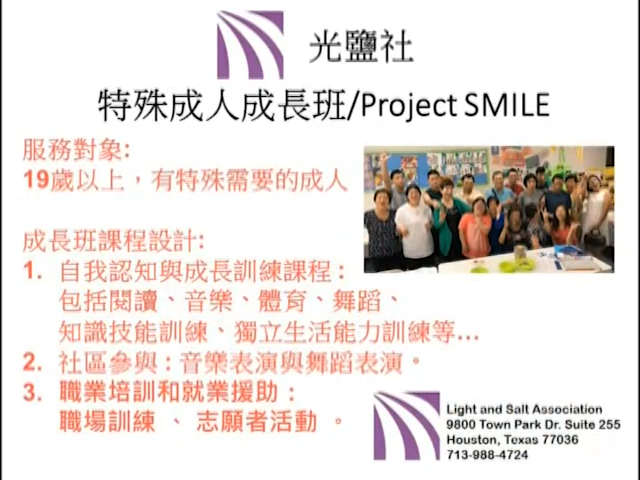 光鹽社
特殊成人成長班/Project SMILE
服務對象:
19歲以上，有特殊需要的成人
成長班課程設計:
1. 自我認知與成長訓練課程：
包括閱讀、音樂、體育、舞蹈、
知識技能訓練、獨立生活能力訓練等...
2. 社區參與：音樂表演與舞蹈表演。
3. 職業培訓和就業援助：
職場訓練 、 志願者活動 。
Light and Salt Association
9800 Town Park Dr. Suite 255
Houston, Texas 77036
713-988-4724